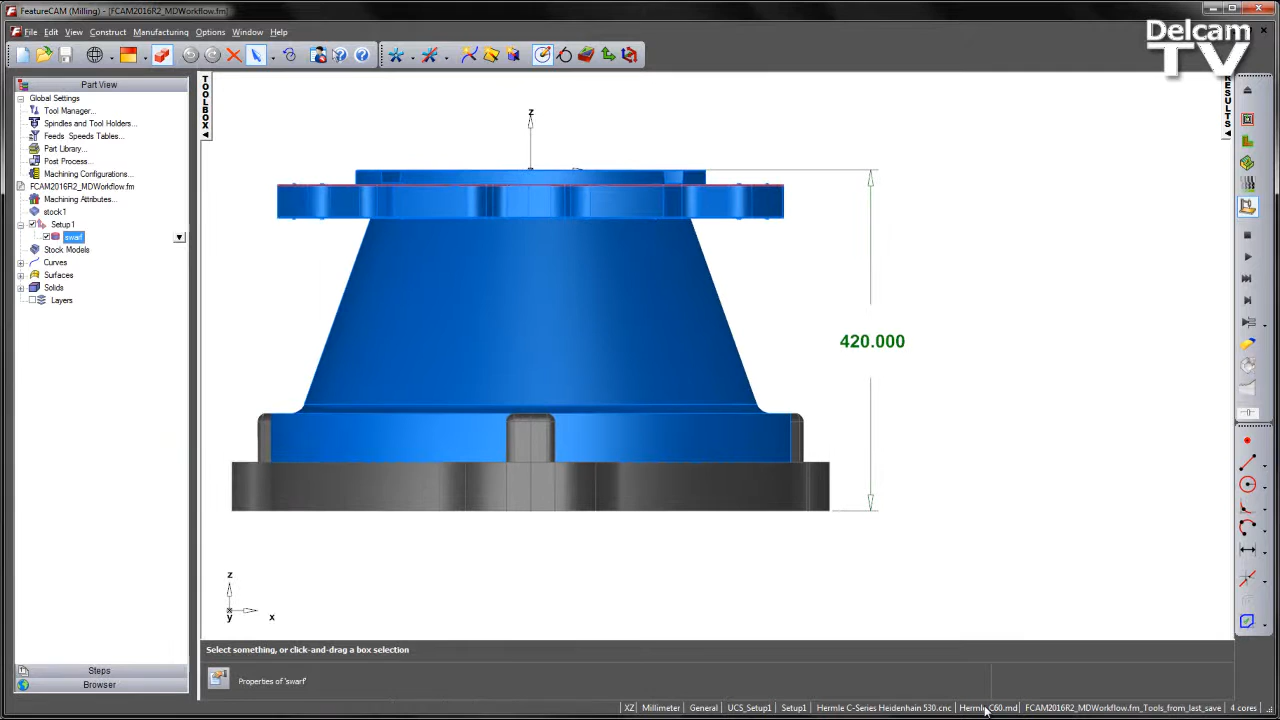 FeatureCAM (Milling) - [FCAM2016R2_MDWorkflow.fm]
File Edit View Construct Manufacturing Options Window Help
Delcam
TV
Part View
Global Settings
Tool Manager...
Spindles and Tool Holders...
Feeds Speeds Tables...
Part Library...
Post Process...
Machining Configurations...
FCAM2016R2_MDWorkflow.fm
Machining Attributes...
stock1
Setup1
swarf
Stock Models
Curves
Surfaces
Solids
Layers
Steps
Browser
TOOLBOX
RESULTS
z
420.000
z
y
x
Select something, or click-and-drag a box selection
Properties of 'swarf'
XZ Millimeter General UCS_Setup1 Setup1 Hermle C-Series Heidenhain 530.cnc Hermle C60.md FCAM2016R2_MDWorkflow.fm_Tools_from_last_save 4 cores